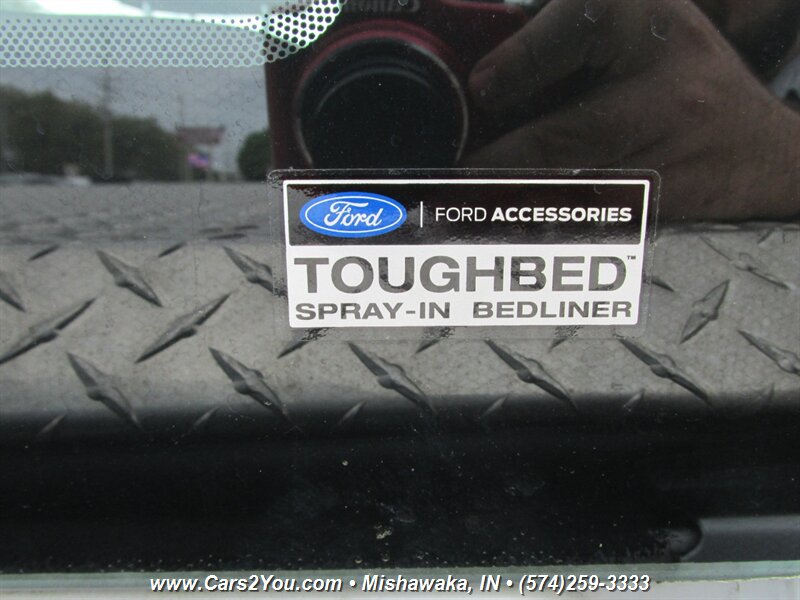 Ford | FORD ACCESSORIES
TOUGHBED™
SPRAY-IN BEDLINER
www.Cars2You.com • Mishawaka, IN • (574)259-3333